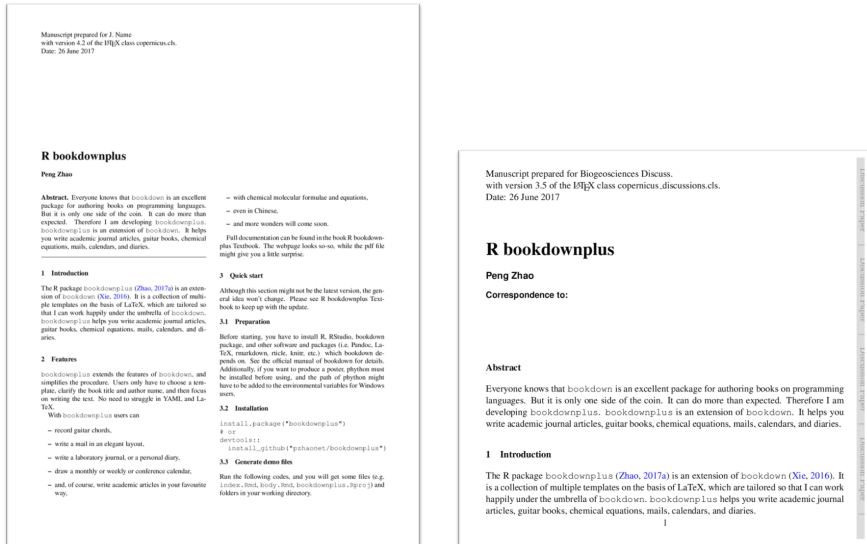 Manuscript prepared for J. Name
with version 4.2 of the LATEX class copernicus.cls.
Date: 26 June 2017
R bookdownplus
Peng Zhao
Abstract. Everyone knows that bookdown is an excellent
package for authoring books on programming languages.
But it is only one side of the coin. It can do more than
expected. Therefore I am developing bookdownplus.
bookdownplus is an extension of bookdown. It helps
you write academic journal articles, guitar books, chemical
equations, mails, calendars, and diaries.
1 Introduction
The R package bookdownplus (Zhao, 2017a) is an exten-
sion of bookdown (Xie, 2016). It is a collection of multi-
ple templates on the basis of LaTeX, which are tailored so
that I can work happily under the umbrella of bookdown.
bookdownplus helps you write academic journal articles,
guitar books, chemical equations, mails, calendars, and di-
aries.
2 Features
bookdownplus extends the features of bookdown, and
simplifies the procedure. Users only have to choose a tem-
plate, clarify the book title and author name, and then focus
on writing the text. No need to struggle in YAML and La-
TeX.
With bookdownplus users can
– record guitar chords,
– write a mail in an elegant layout,
– write a laboratory journal, or a personal diary,
– draw a monthly or weekly or conference calendar,
– and, of course, write academic articles in your favourite
way,
– with chemical molecular formulae and equations,
– even in Chinese,
– and more wonders will come soon.
Full documentation can be found in the book R bookdown-
plus Textbook. The webpage looks so-so, while the pdf file
might give you a little surprise.
3 Quick start
Although this section might not be the latest version, the gen-
eral idea won't change. Please see R bookdownplus Text-
book to keep up with the update.
3.1 Preparation
Before starting, you have to install R, RStudio, bookdown
package, and other software and packages (i.e. Pandoc, La-
TeX, rmarkdown, rticle, knitr, etc.) which bookdown de-
pends on. See the official manual of bookdown for details.
Additionally, if you want to produce a poster, phython must
be installed before using, and the path of phython might
have to be added to the environmental variables for Windows
users.
3.2 Installation
install.package("bookdownplus")
# or
devtools::
install_github("pzhaonet/bookdownplus")
3.3 Generate demo files
Run the following codes, and you will get some files (e.g.
index.Rmd, body.Rmd, bookdownplus.Rproj) and
folders in your working directory.
Manuscript prepared for Biogeosciences Discuss.
with version 3.5 of the LATEX class copernicus_discussions.cls.
Date: 26 June 2017
R bookdownplus
Peng Zhao
Correspondence to:
Abstract
Everyone knows that bookdown is an excellent package for authoring books on programming
languages. But it is only one side of the coin. It can do more than expected. Therefore I am
developing bookdownplus. bookdownplus is an extension of bookdown. It helps you
write academic journal articles, guitar books, chemical equations, mails, calendars, and diaries.
1 Introduction
The R package bookdownplus (Zhao, 2017a) is an extension of bookdown (Xie, 2016). It
is a collection of multiple templates on the basis of LaTeX, which are tailored so that I can work
happily under the umbrella of bookdown. bookdownplus helps you write academic journal
articles, guitar books, chemical equations, mails, calendars, and diaries.
1
Discussion Paper | Discussion Paper | Discussion Paper | Discussion Paper |